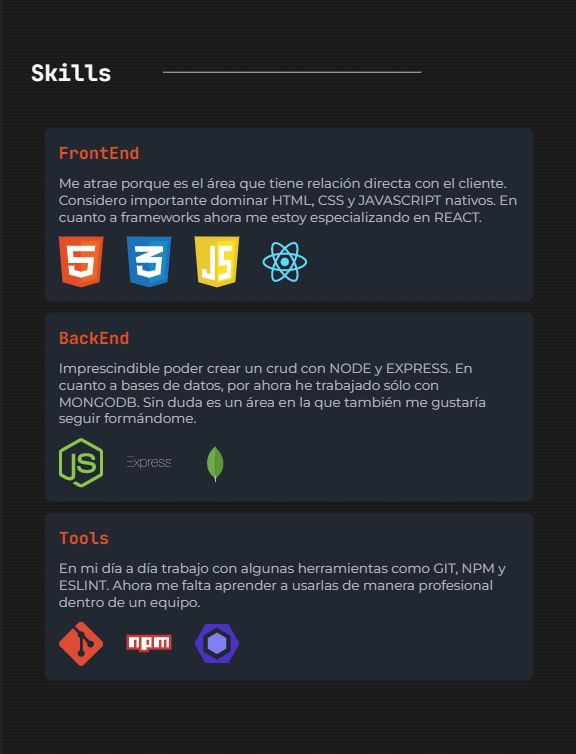 Skills
FrontEnd
Me atrae porque es el área que tiene relación directa con el cliente.
Considero importante dominar HTML, CSS y JAVASCRIPT nativos. En
cuanto a frameworks ahora me estoy especializando en REACT.
5 3 JS
BackEnd
Imprescindible poder crear un crud con NODE y EXPRESS. En
cuanto a bases de datos, por ahora he trabajado sólo con
MONGODB. Sin duda es un área en la que también me gustaría
seguir formándome.
JS Express
Tools
En mi día a día trabajo con algunas herramientas como GIT, NPM y
ESLINT. Ahora me falta aprender a usarlas de manera profesional
dentro de un equipo.
npm